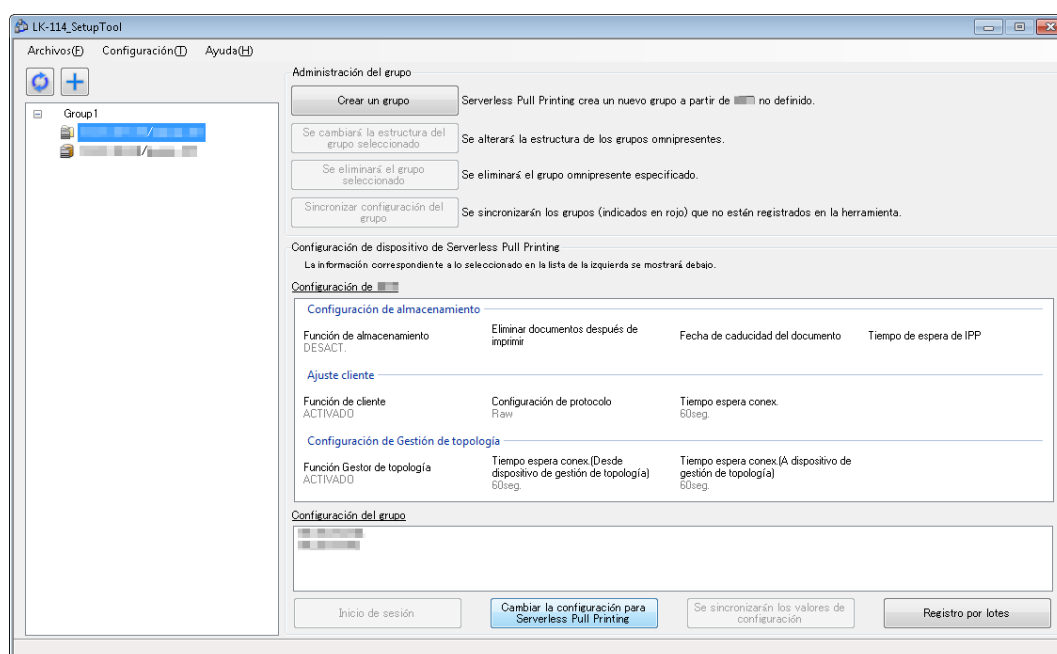 LK-114_SetupTool
Archivos(F) Configuración(T) Ayuda(H)
Administración del grupo
Crear un grupo Serverless Pull Printing crea un nuevo grupo a partir de no definido.
Group1
/
/
Se cambiará la estructura del
grupo seleccionado
Se alterará la estructura de los grupos omnipresentes.
Se eliminará el grupo
seleccionado
Se eliminará el grupo omnipresente especificado.
Sincronizar configuración del
grupo
Se sincronizarán los grupos (indicados en rojo) que no están registrados en la herramienta.
Configuración de dispositivo de Serverless Pull Printing
La información correspondiente a lo seleccionado en la lista de la izquierda se mostrará debajo.
Configuración de
Configuración de almacenamiento
Función de almacenamiento
DESACT.
Eliminar documentos después de
imprimir
Fecha de caducidad del documento
Tiempo de espera de IPP
Ajuste cliente
Función de cliente
ACTIVADO
Configuración de protocolo
Raw
Tiempo espera conex.
60seg.
Configuración de Gestión de topología
Función Gestor de topología
ACTIVADO
Tiempo espera conex.(Desde
dispositivo de gestión de topología)
60seg.
Tiempo espera conex.(A dispositivo de
gestión de topología)
60seg.
Configuración del grupo
Inicio de sesión
Cambiar la configuración para
Serverless Pull Printing
Se sincronizarán los valores de
configuración
Registro por lotes